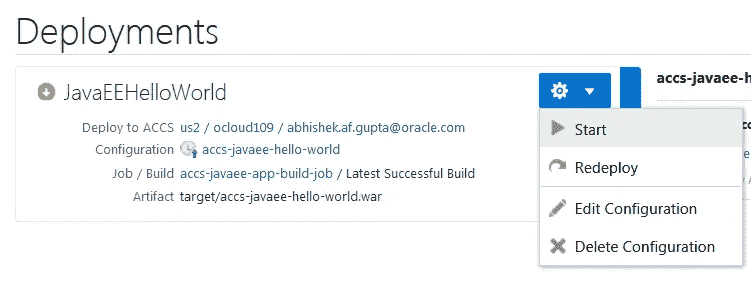 Deployments
JavaEEHelloWorld
accs-javaee-h
Deploy to ACCS us2 / ocloud109 / abhishek.af.gupta@oracle.com
Configuration accs-javaee-hello-world
Job / Build accs-javaee-app-build-job / Latest Successful Build
Artifact target/accs-javaee-hello-world.war
Start
Redeploy
Edit Configuration
Delete Configuration